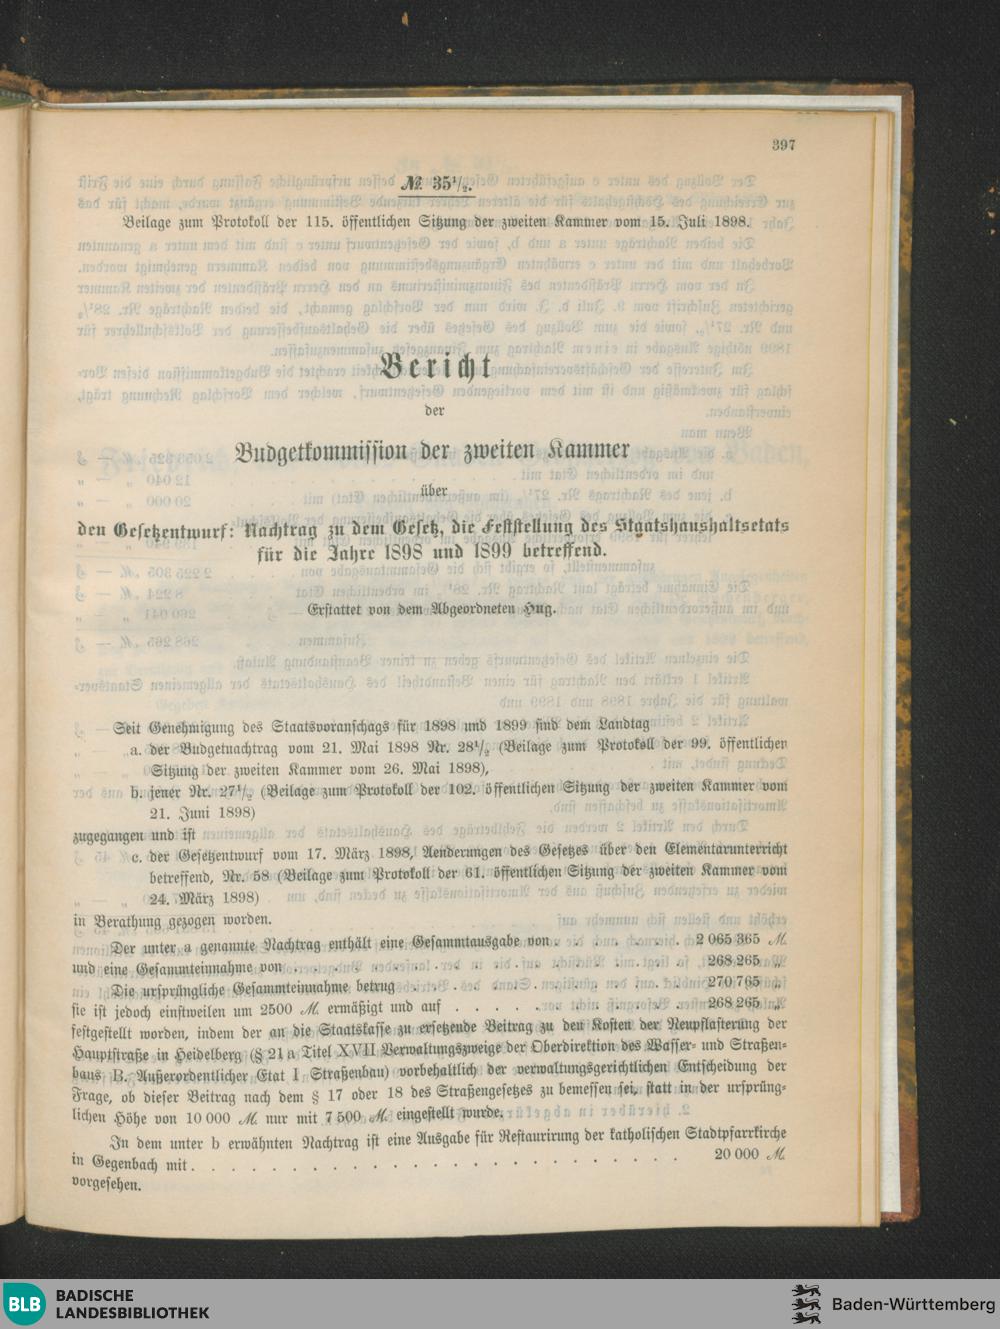 397
№ 35¹/₂.
Beilage zum Protokoll der 115. öffentlichen Sitzung der zweiten Kammer vom 15. Juli 1898.
Bericht
der
Budgetkommission der zweiten Kammer
über
den Gesetzentwurf: Nachtrag zu dem Gesetz, die Feststellung des Staatshaushaltsetats
für die Jahre 1898 und 1899 betreffend.
Erstattet von dem Abgeordneten Hug.
Seit Genehmigung des Staatsvoranschags für 1898 und 1899 sind dem Landtag
a. der Budgetnachtrag vom 21. Mai 1898 Nr. 28¹/₂ (Beilage zum Protokoll der 99. öffentlichen
Sitzung der zweiten Kammer vom 26. Mai 1898),
b. jener Nr. 27¹/₂ (Beilage zum Protokoll der 102. öffentlichen Sitzung der zweiten Kammer vom
21. Juni 1898)
zugegangen und ist
c. der Gesetzentwurf vom 17. März 1898, Aenderungen des Gesetzes über den Elementarunterricht
betreffend, Nr. 58 (Beilage zum Protokoll der 61. öffentlichen Sitzung der zweiten Kammer vom
24. März 1898)
in Berathung gezogen worden.
Der unter a genannte Nachtrag enthält eine Gesammtausgabe von . . . . . . . 2 065 365 ℳ
und eine Gesammteinnahme von . . . . . . . . . . . . . . . . . 268 265 „
Die ursprüngliche Gesammteinnahme betrug . . . . . . . . . . . . 270 765 „
sie ist jedoch einstweilen um 2500 ℳ ermäßigt und auf . . . . . . . . . . 268 265 „
festgestellt worden, indem der an die Staatskasse zu ersetzende Beitrag zu den Kosten der Neupflasterung der
Hauptstraße in Heidelberg (§ 21 a Titel XVII Verwaltungszweige der Oberdirektion des Wasser- und Straßen-
baus B. Außerordentlicher Etat I Straßenbau) vorbehaltlich der verwaltungsgerichtlichen Entscheidung der
Frage, ob dieser Beitrag nach dem § 17 oder 18 des Straßengesetzes zu bemessen sei, statt in der ursprüng-
lichen Höhe von 10 000 ℳ nur mit 7 500 ℳ eingestellt wurde.
In dem unter b erwähnten Nachtrag ist eine Ausgabe für Restaurirung der katholischen Stadtpfarrkirche
in Gegenbach mit . . . . . . . . . . . . . . . . . . . . . . . . 20 000 ℳ
vorgesehen.
BLB BADISCHE
LANDESBIBLIOTHEK
Baden-Württemberg